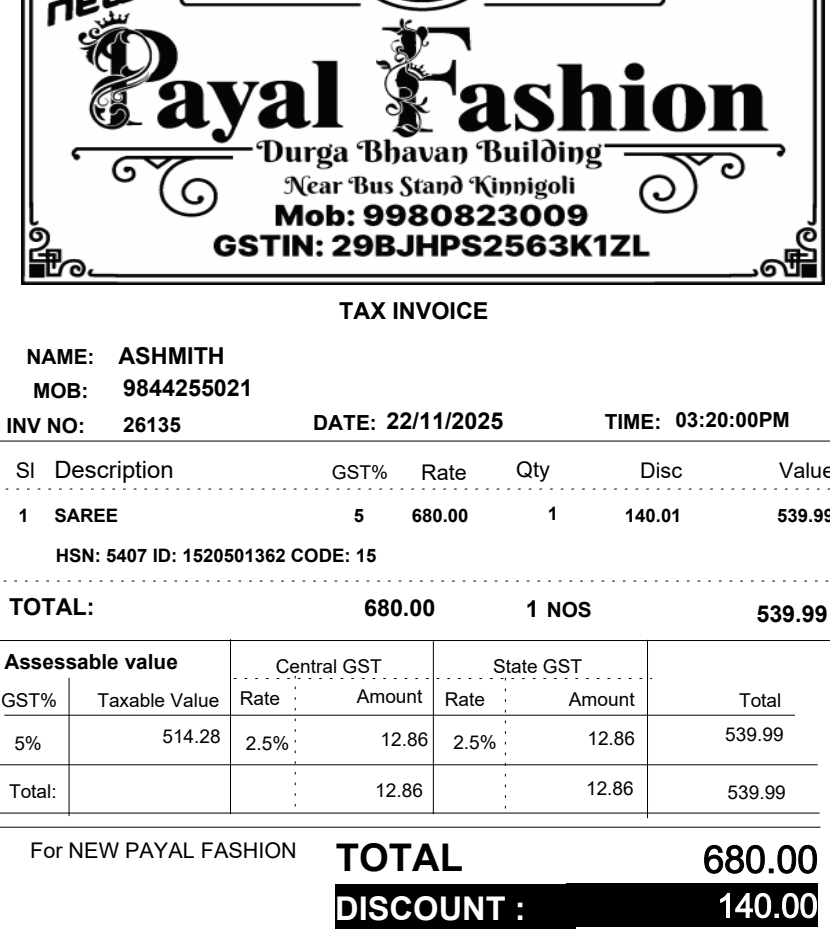 new
Payal Fashion
Durga Bhavan Building
Near Bus Stand Kinnigoli
Mob: 9980823009
GSTIN: 29BJHPS2563K1ZL
TAX INVOICE
NAME: ASHMITH
MOB: 9844255021
INV NO: 26135 DATE: 22/11/2025 TIME: 03:20:00PM
Sl Description GST% Rate Qty Disc Value
1 SAREE 5 680.00 1 140.01 539.99
HSN: 5407 ID: 1520501362 CODE: 15
TOTAL: 680.00 1 NOS 539.99
Assessable value Central GST State GST
GST% Taxable Value Rate Amount Rate Amount Total
5% 514.28 2.5% 12.86 2.5% 12.86 539.99
Total: 12.86 12.86 539.99
For NEW PAYAL FASHION TOTAL 680.00
DISCOUNT : 140.00